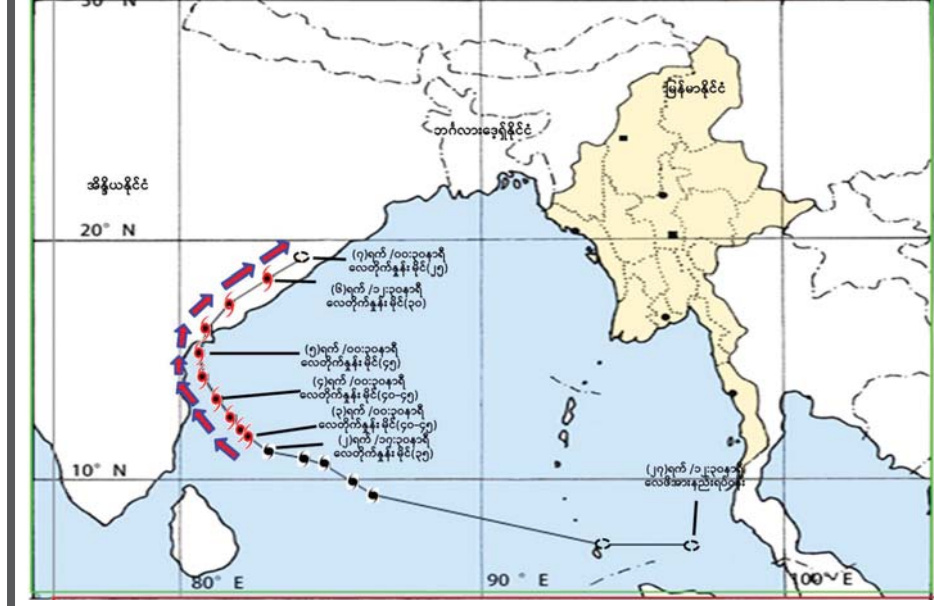 30° N
မြန်မာနိုင်ငံ
ဘင်္ဂလားဒေ့ရှ်နိုင်ငံ
အိန္ဒိယနိုင်ငံ
20° N
(၇)ရက် /၀၀:၃၀နာရီ
လေတိုက်နှုန်း မိုင်(၂၅)
(၆)ရက် /၁၂:၃၀နာရီ
လေတိုက်နှုန်း မိုင်(၃၀)
(၅)ရက် /၀၀:၃၀နာရီ
လေတိုက်နှုန်း မိုင်(၄၅)
(၄)ရက် /၀၀:၃၀နာရီ
လေတိုက်နှုန်း မိုင်(၄၀-၄၅)
(၃)ရက် /၀၀:၃၀နာရီ
လေတိုက်နှုန်း မိုင်(၄၀-၄၅)
(၂)ရက် /၁၇:၃၀နာရီ
လေတိုက်နှုန်း မိုင်(၃၅)
10° N
(၂၇)ရက် /၁၂:၃၀နာရီ
လေဖိအားနည်းရပ်ဝန်း
80° E
90° E
100° E